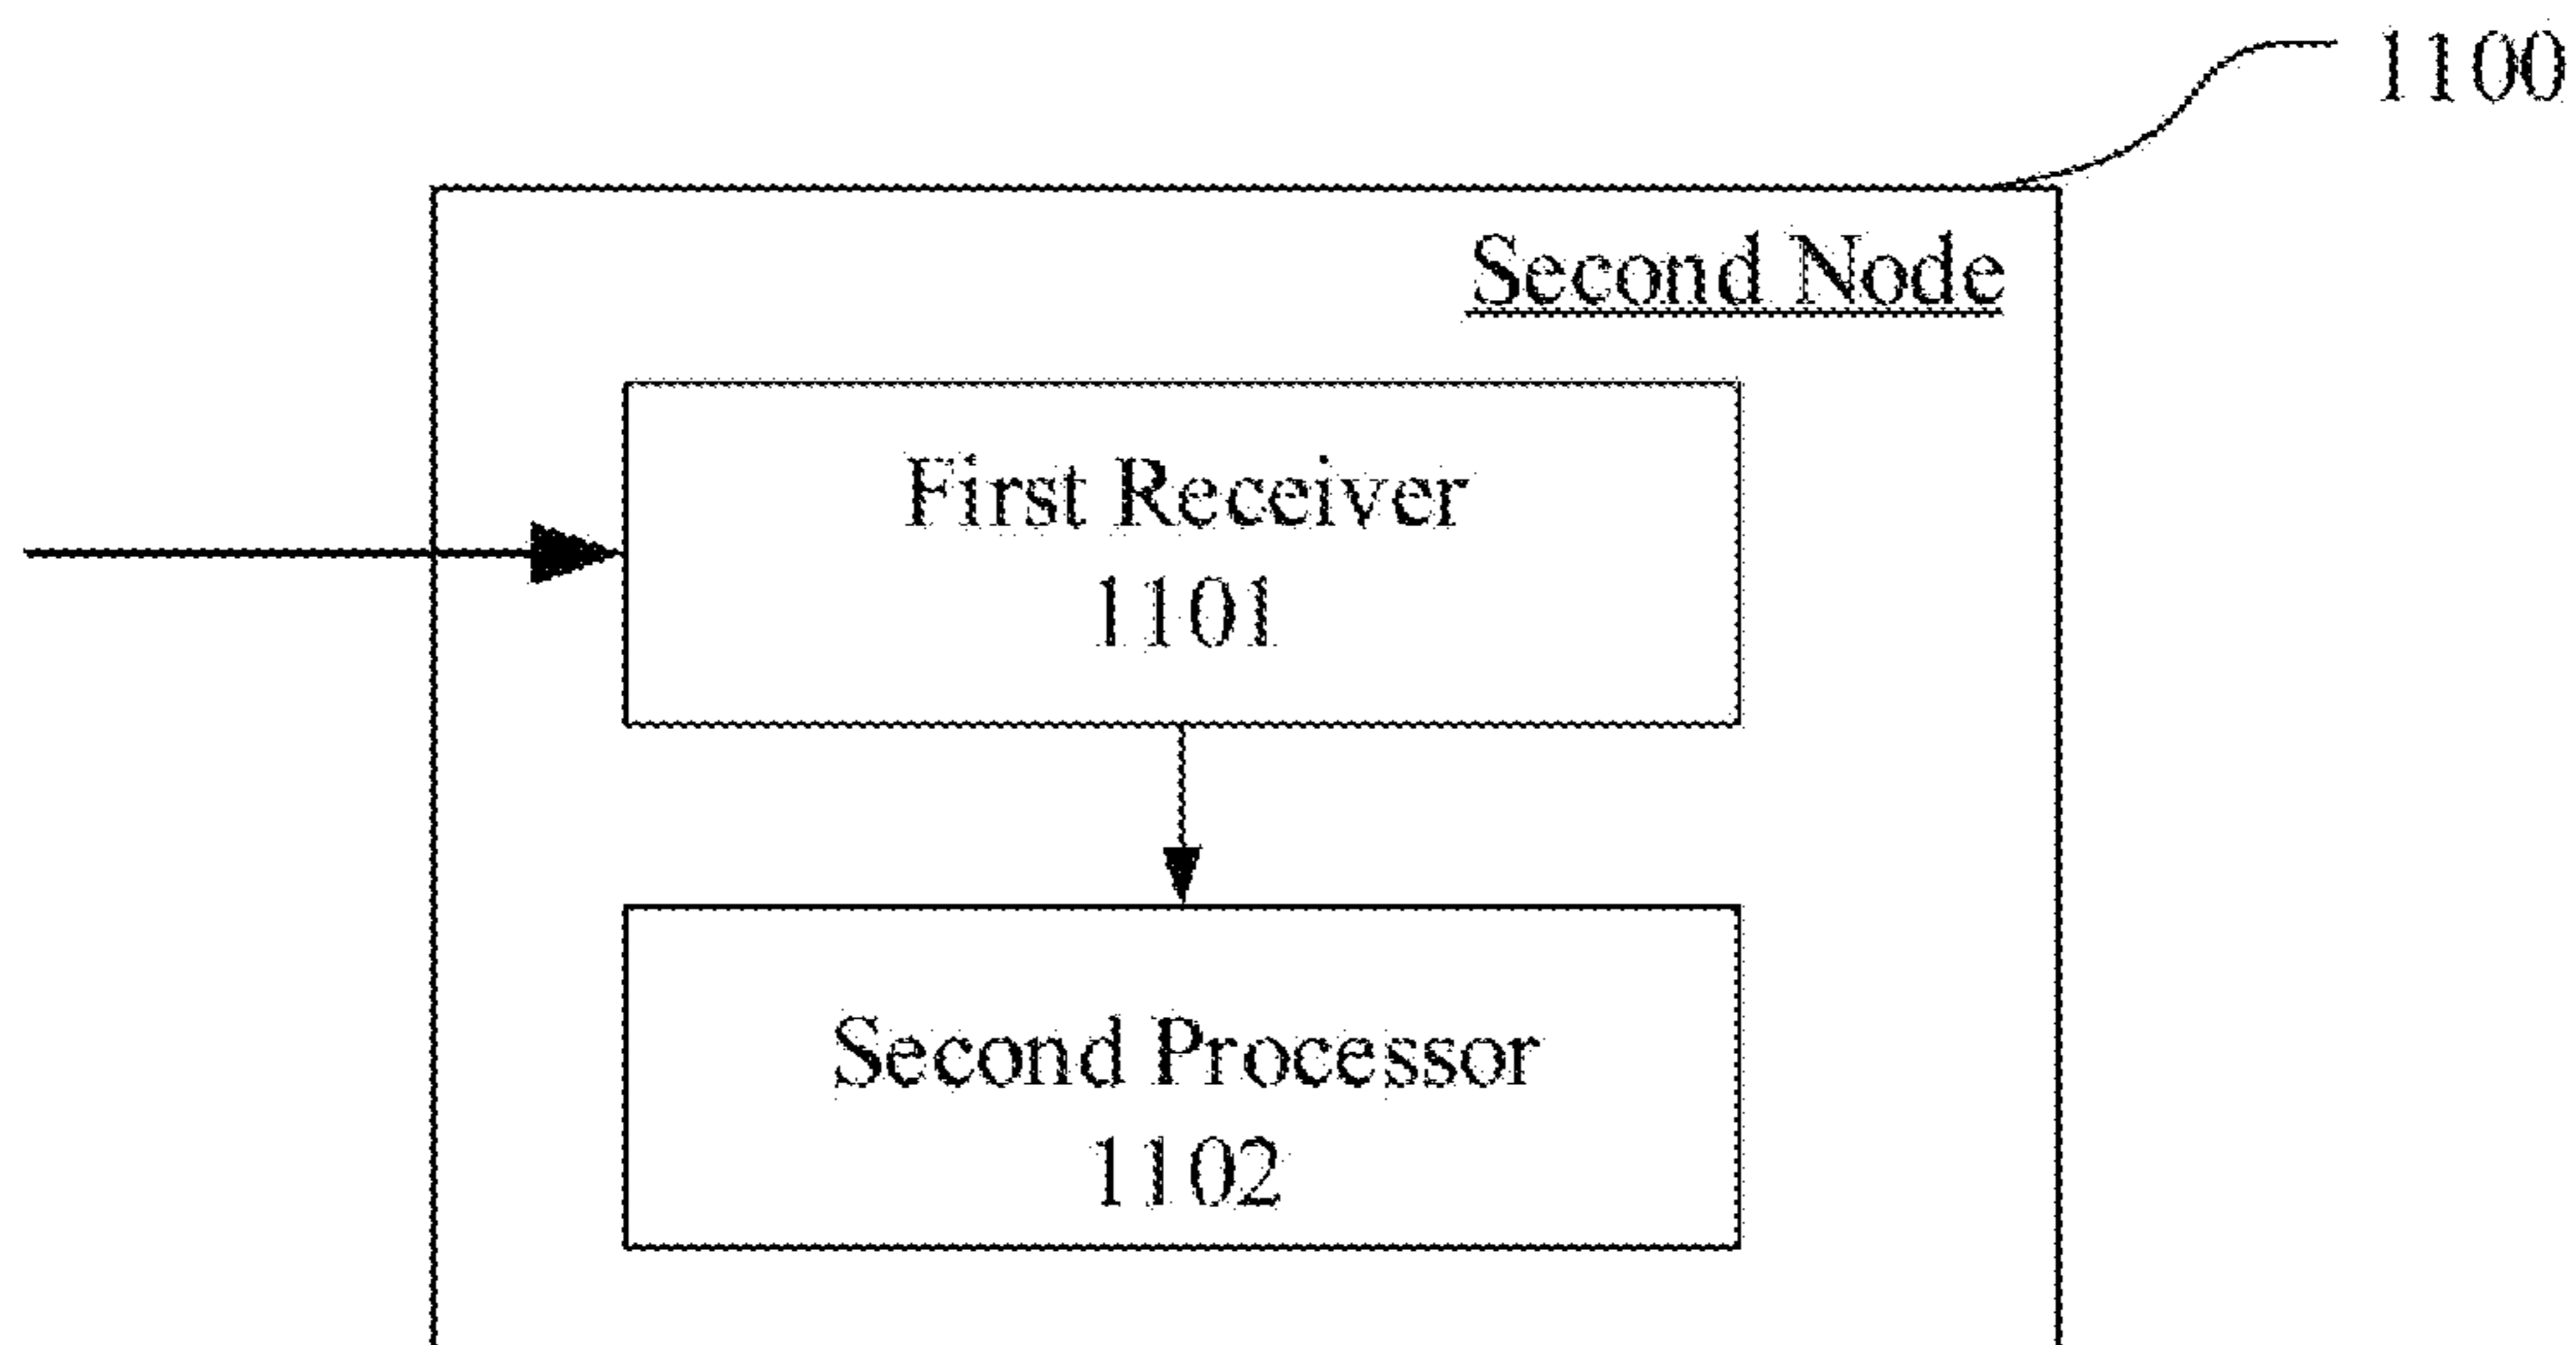 1100
Second Node
First Receiver
1101
Second Processor
1102